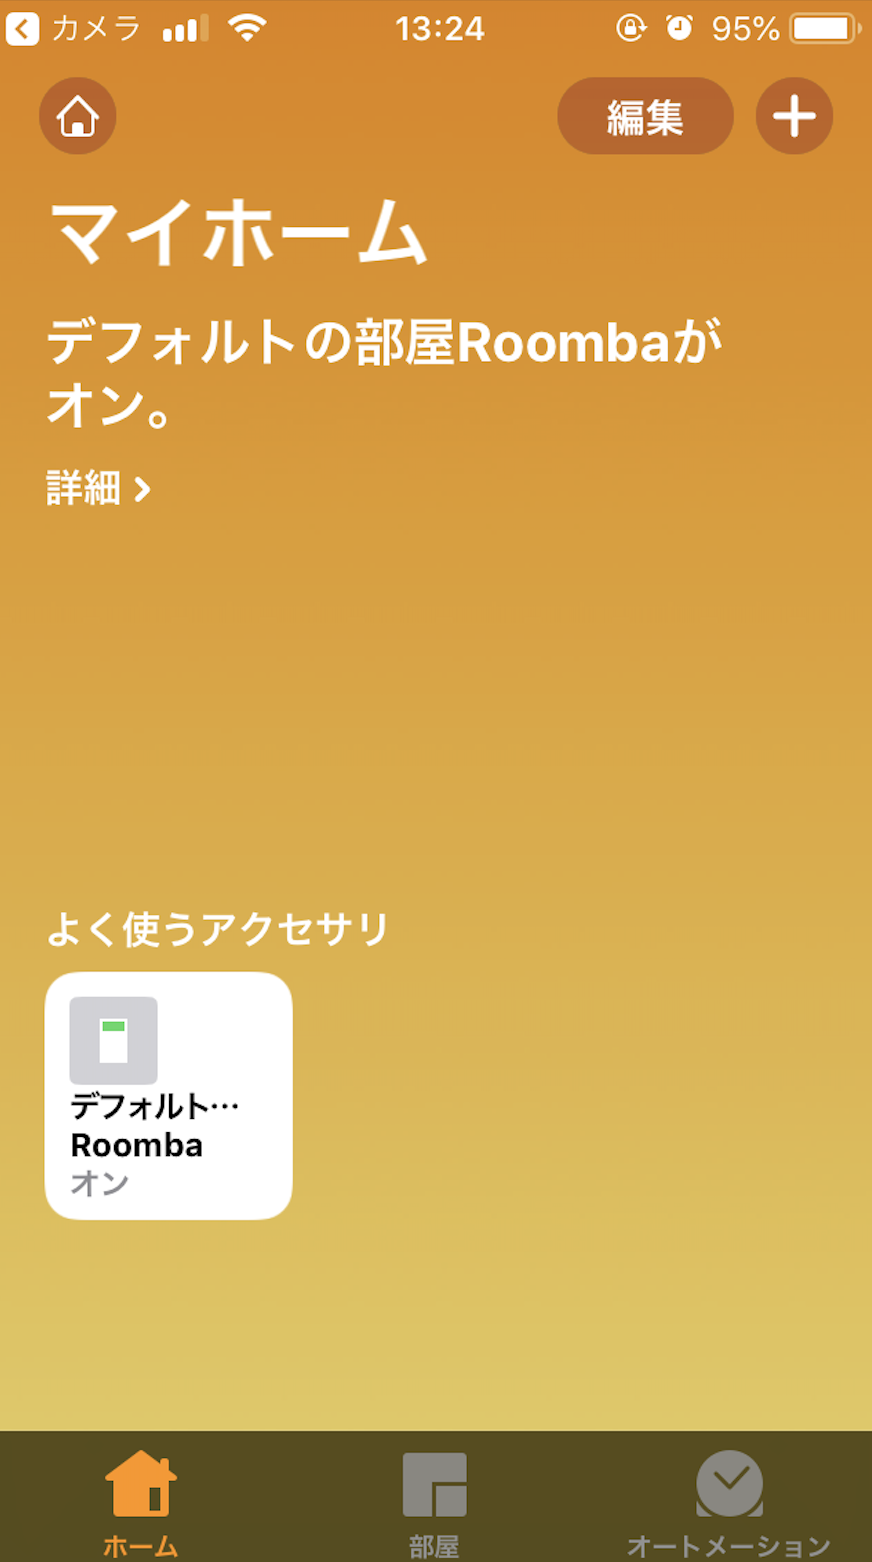 カメラ 13:24 95%
編集
マイホーム
デフォルトの部屋Roombaが
オン。
詳細
よく使うアクセサリ
デフォルト…
Roomba
オン
ホーム 部屋 オートメーション